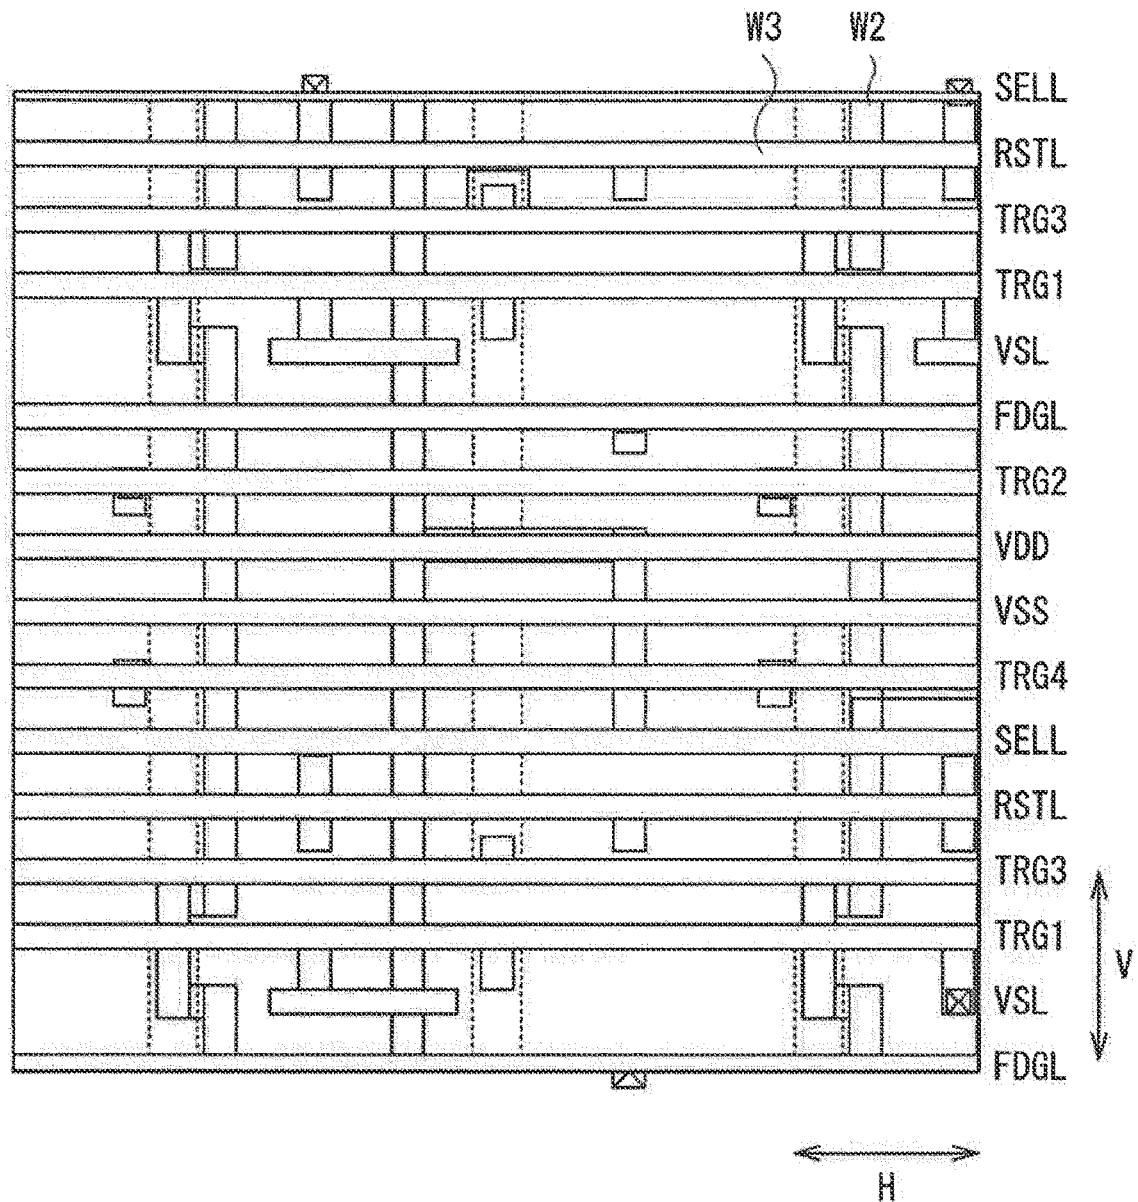 W3 W2
SELL
RSTL
TRG3
TRG1
VSL
FDGL
TRG2
VDD
VSS
TRG4
SELL
RSTL
TRG3
TRG1
V
VSL
FDGL
H